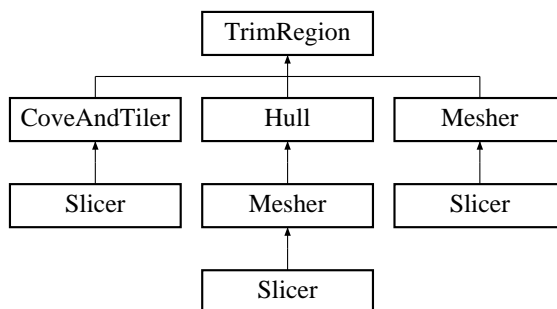 TrimRegion
CoveAndTiler
Hull
Mesher
Slicer
Mesher
Slicer
Slicer